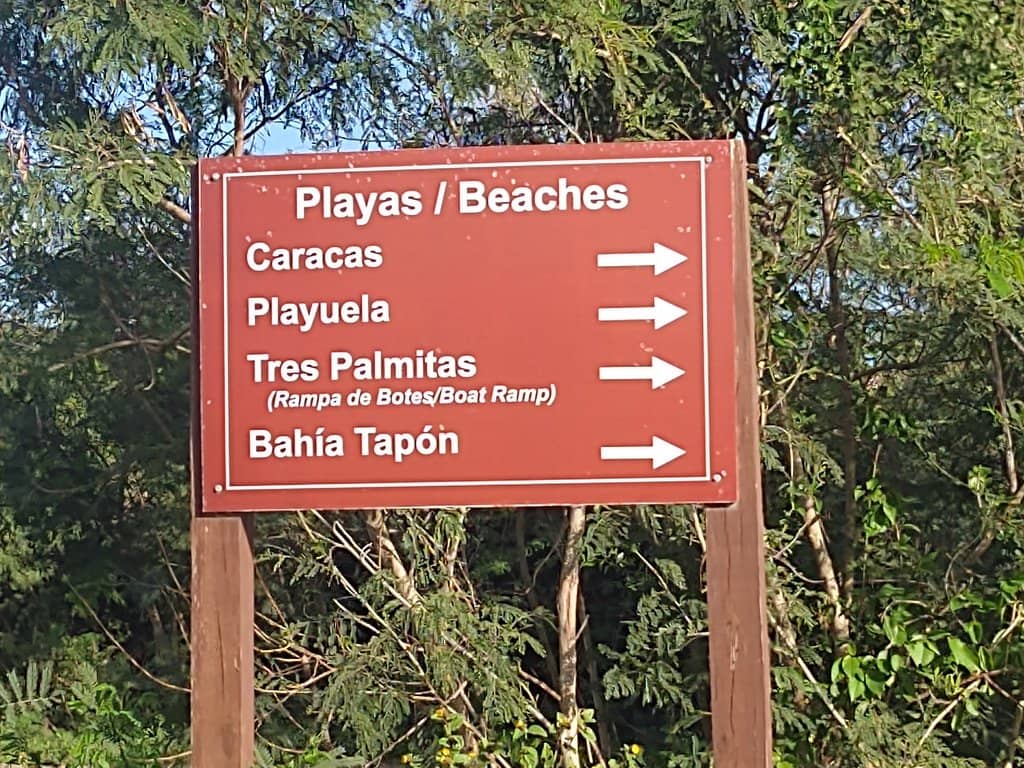 Playas / Beaches
Caracas
Playuela
Tres Palmitas
(Rampa de Botes/Boat Ramp)
Bahía Tapón